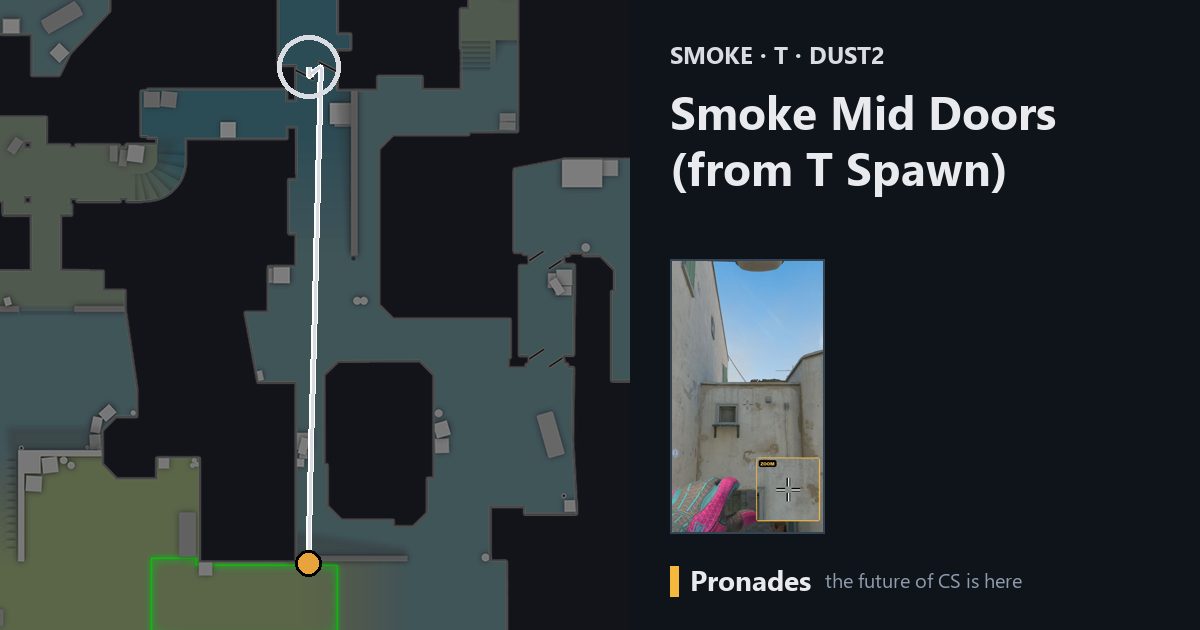 SMOKE · T · DUST2
Smoke Mid Doors
(from T Spawn)
ZOOM
Pronades the future of CS is here